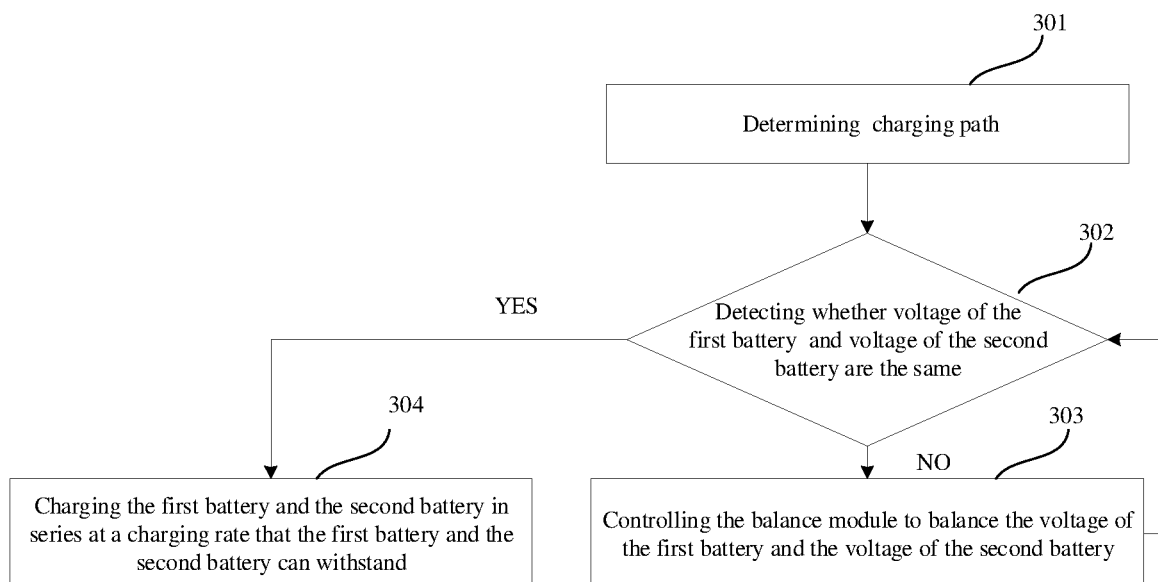 301
Determining charging path
302
Detecting whether voltage of the
first battery and voltage of the second
battery are the same
YES
304
303
NO
Charging the first battery and the second battery in
series at a charging rate that the first battery and the
second battery can withstand
Controlling the balance module to balance the voltage of
the first battery and the voltage of the second battery